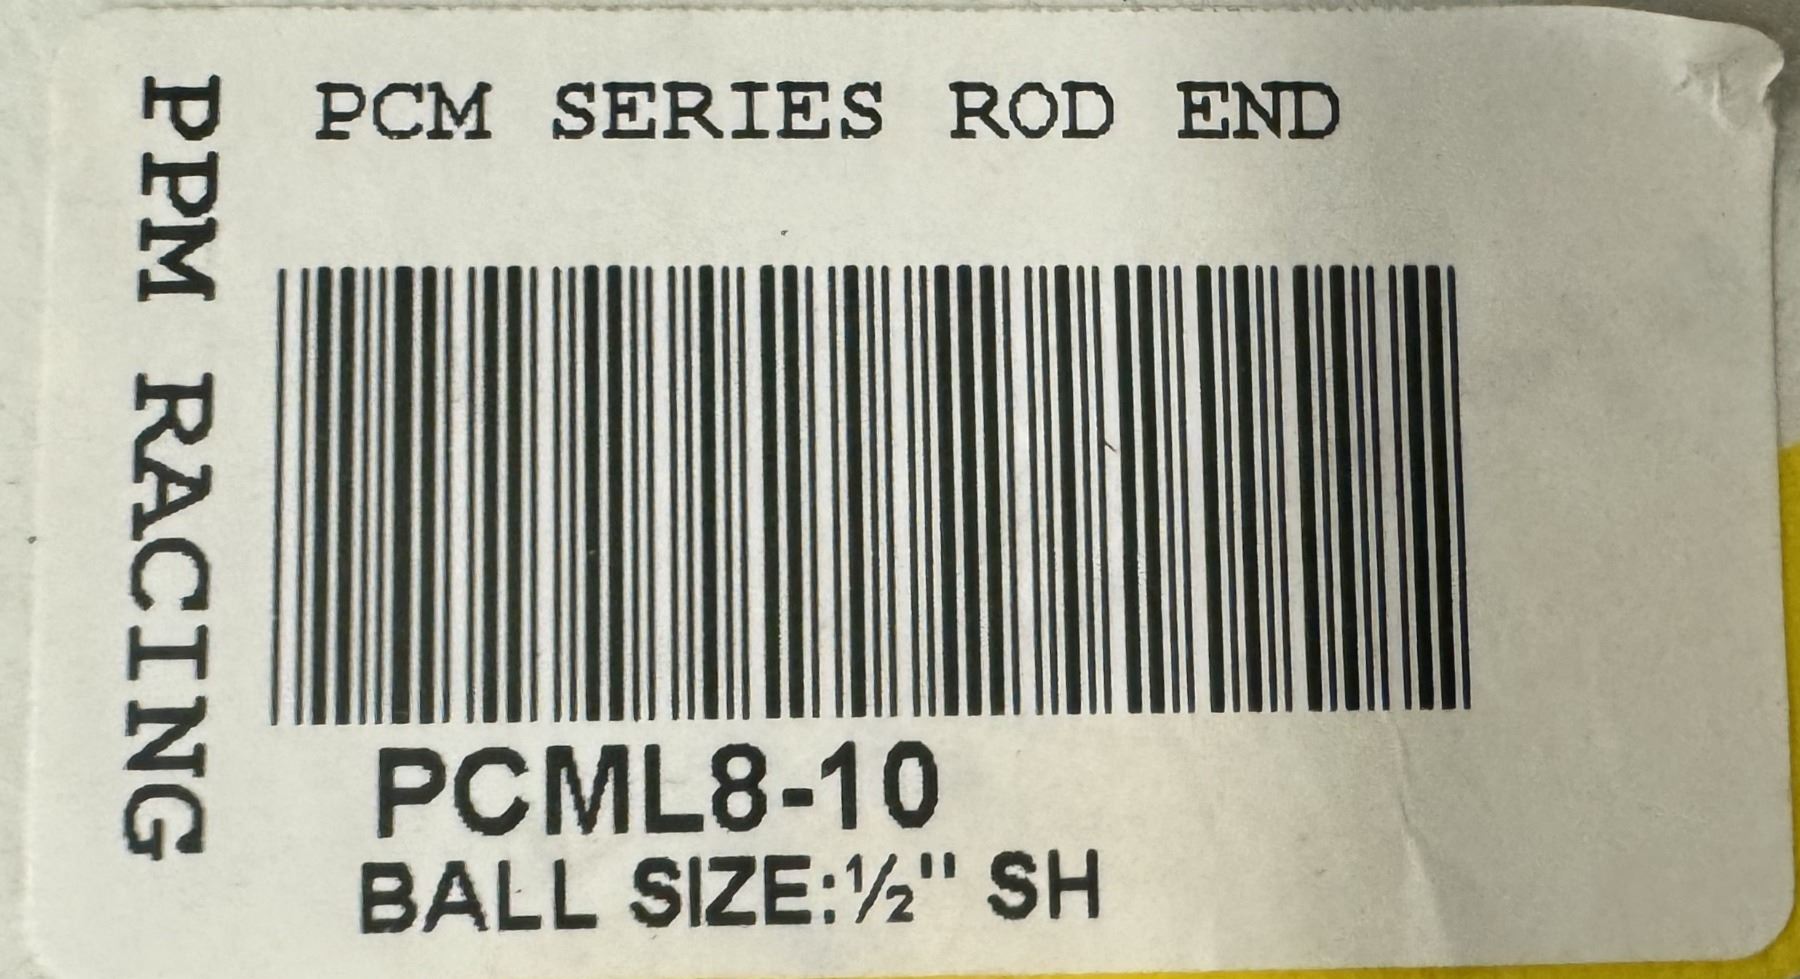 PPM RACING
PCM SERIES ROD END
PCML8-10
BALL SIZE:½" SH